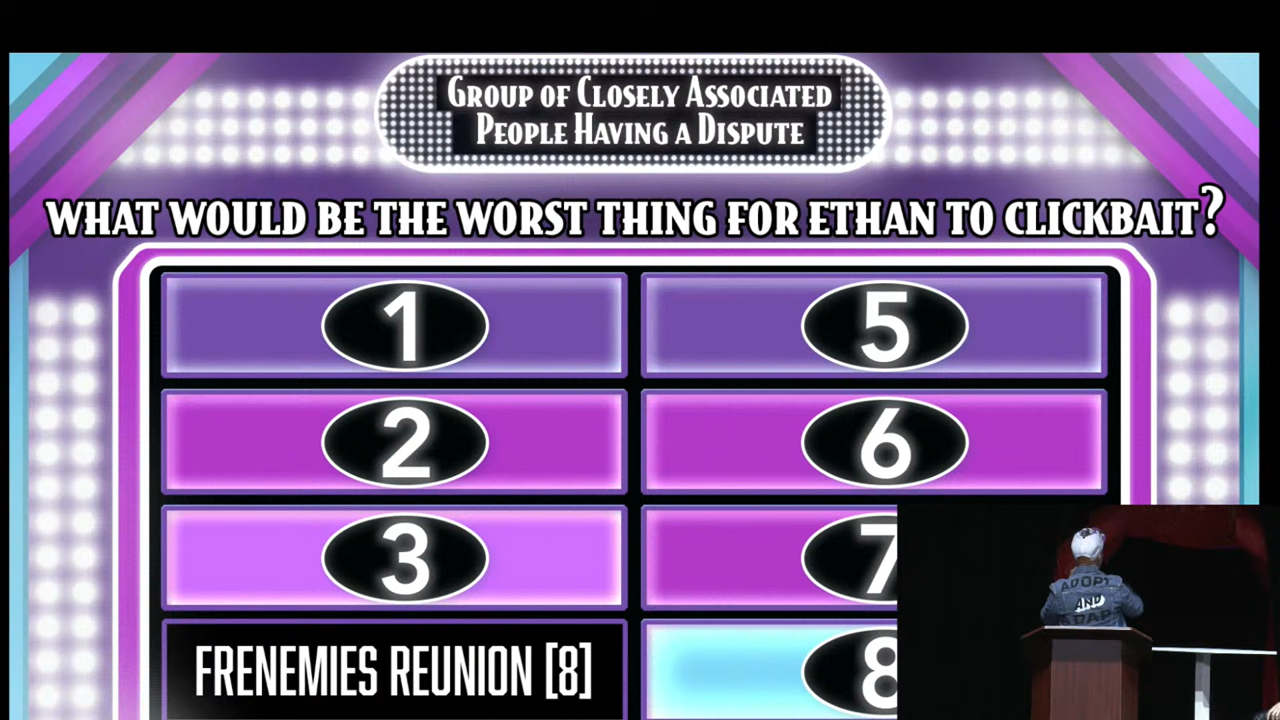 GROUP OF CLOSELY ASSOCIATED
PEOPLE HAVING A DISPUTE
WHAT WOULD BE THE WORST THING FOR ETHAN TO CLICKBAIT?
1
5
2
6
3
7
FRENEMIES REUNION [8]
8
ADOPT
AND
ADAPT